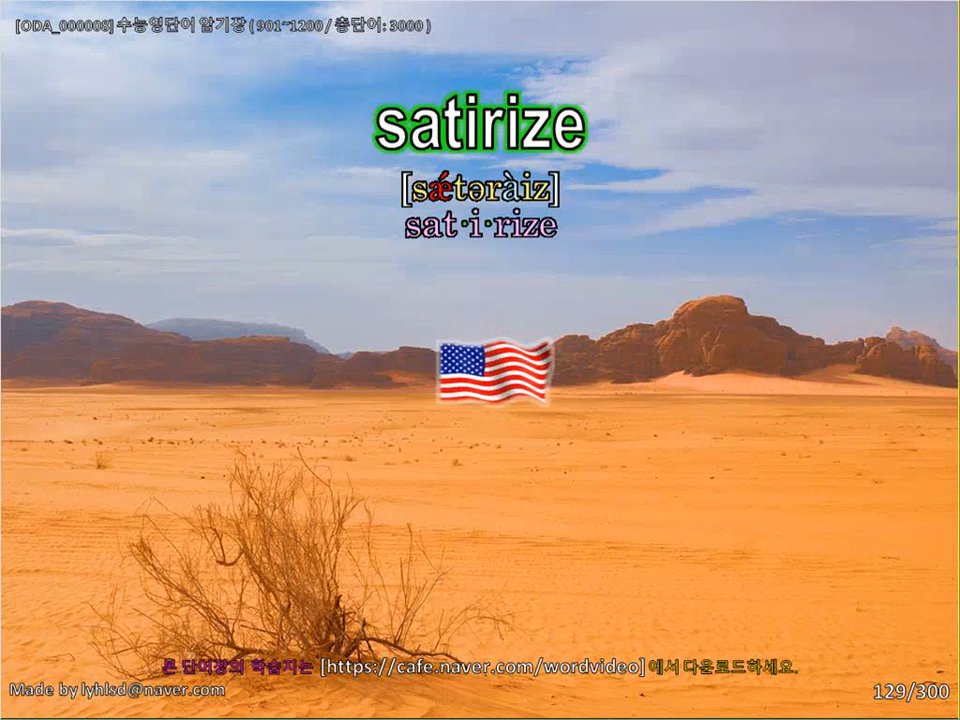 [ODA_000008] 수능영단어 암기장 ( 901~1200 / 총단어: 3000 )
satirize
[sǽtəràiz]
sat·i·rize
본 단어장의 학습지는 [https://cafe.naver.com/wordvideo] 에서 다운로드하세요.
Made by lyhlsd@naver.com
129/300